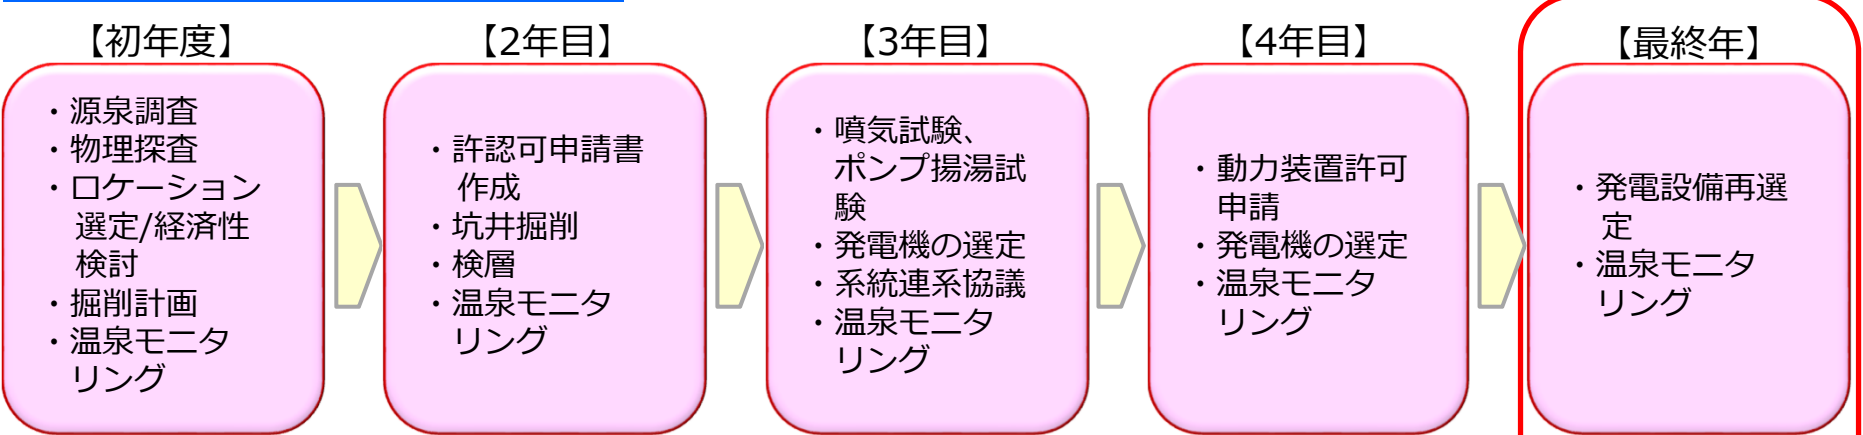 【初年度】
・源泉調査
・物理探査
・ロケーション
選定/経済性
検討
・掘削計画
・温泉モニタ
リング
【2年目】
・許認可申請書
作成
・坑井掘削
・検層
・温泉モニタ
リング
【3年目】
・噴気試験、
ポンプ揚湯試
験
・発電機の選定
・系統連系協議
・温泉モニタ
リング
【4年目】
・動力装置許可
申請
・発電機の選定
・温泉モニタ
リング
【最終年】
・発電設備再選
定
・温泉モニタ
リング